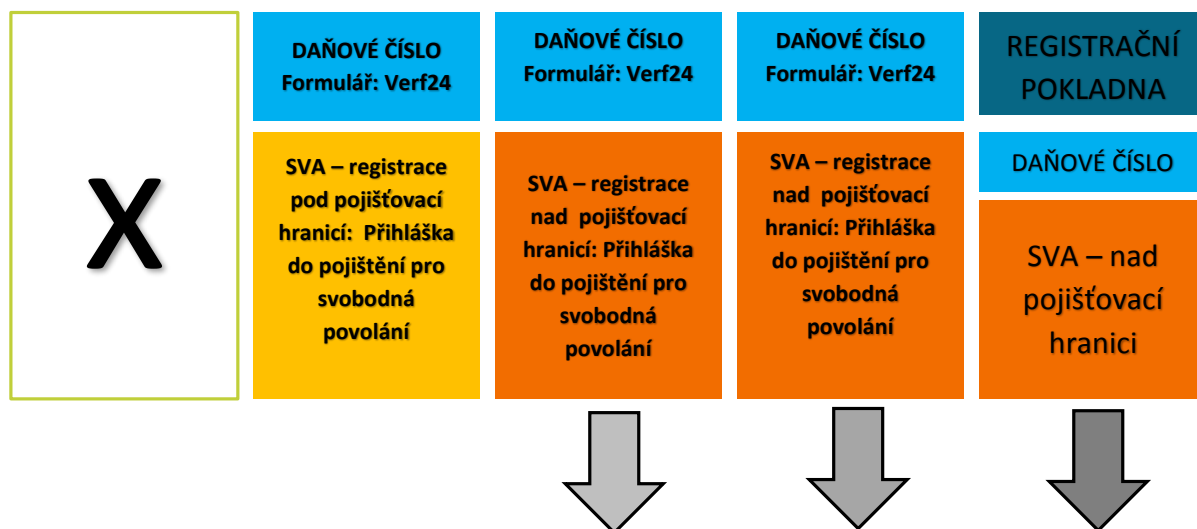 X
DAŇOVÉ ČÍSLO
Formulář: Verf24
SVA – registrace
pod pojišťovací
hranicí:  Přihláška
do pojištění pro
svobodná
povolání
DAŇOVÉ ČÍSLO
Formulář: Verf24
SVA – registrace
nad  pojišťovací
hranicí: Přihláška
do pojištění pro
svobodná
povolání
DAŇOVÉ ČÍSLO
Formulář: Verf24
SVA – registrace
nad  pojišťovací
hranicí: Přihláška
do pojištění pro
svobodná
povolání
REGISTRAČNÍ
POKLADNA
DAŇOVÉ ČÍSLO
SVA – nad
pojišťovací
hranici